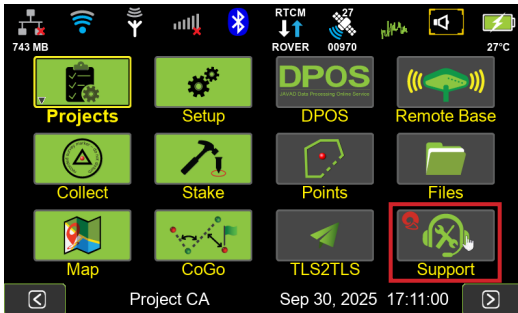 RTCM 27
743 MB ROVER 00970 27°C
DPOS
JAVAD Data Processing Online Service
Projects Setup DPOS Remote Base
Collect Stake Points Files
Map CoGo TLS2TLS Support
Project CA Sep 30, 2025 17:11:00